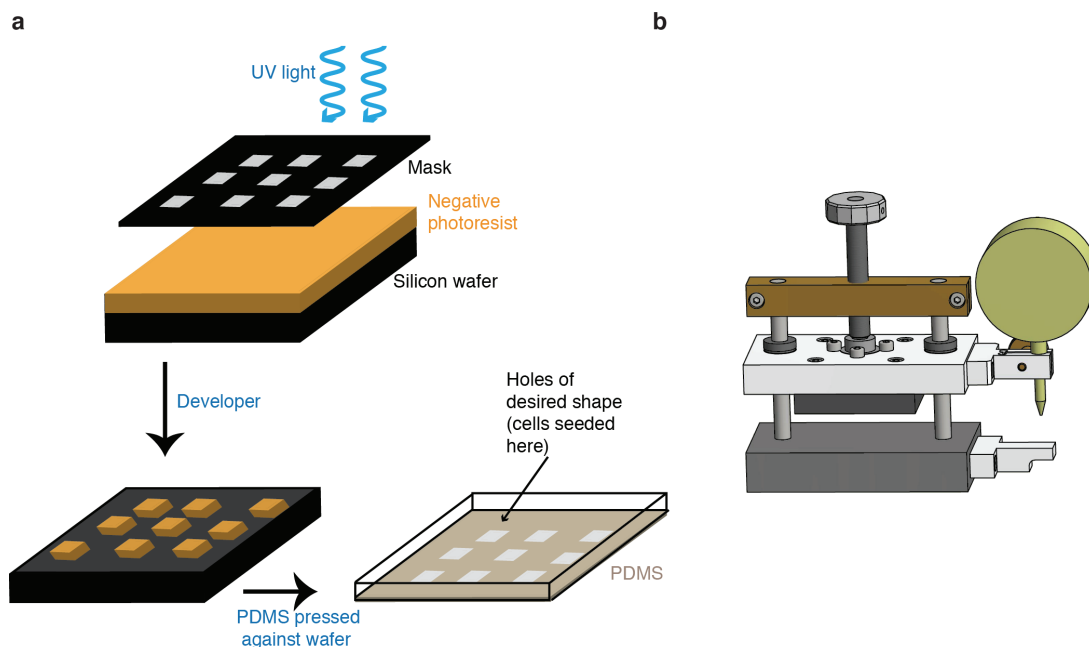 a
b
UV light
Mask
Negative
photoresist
Silicon wafer
Developer
Holes of
desired shape
(cells seeded
here)
PDMS
PDMS pressed
against wafer